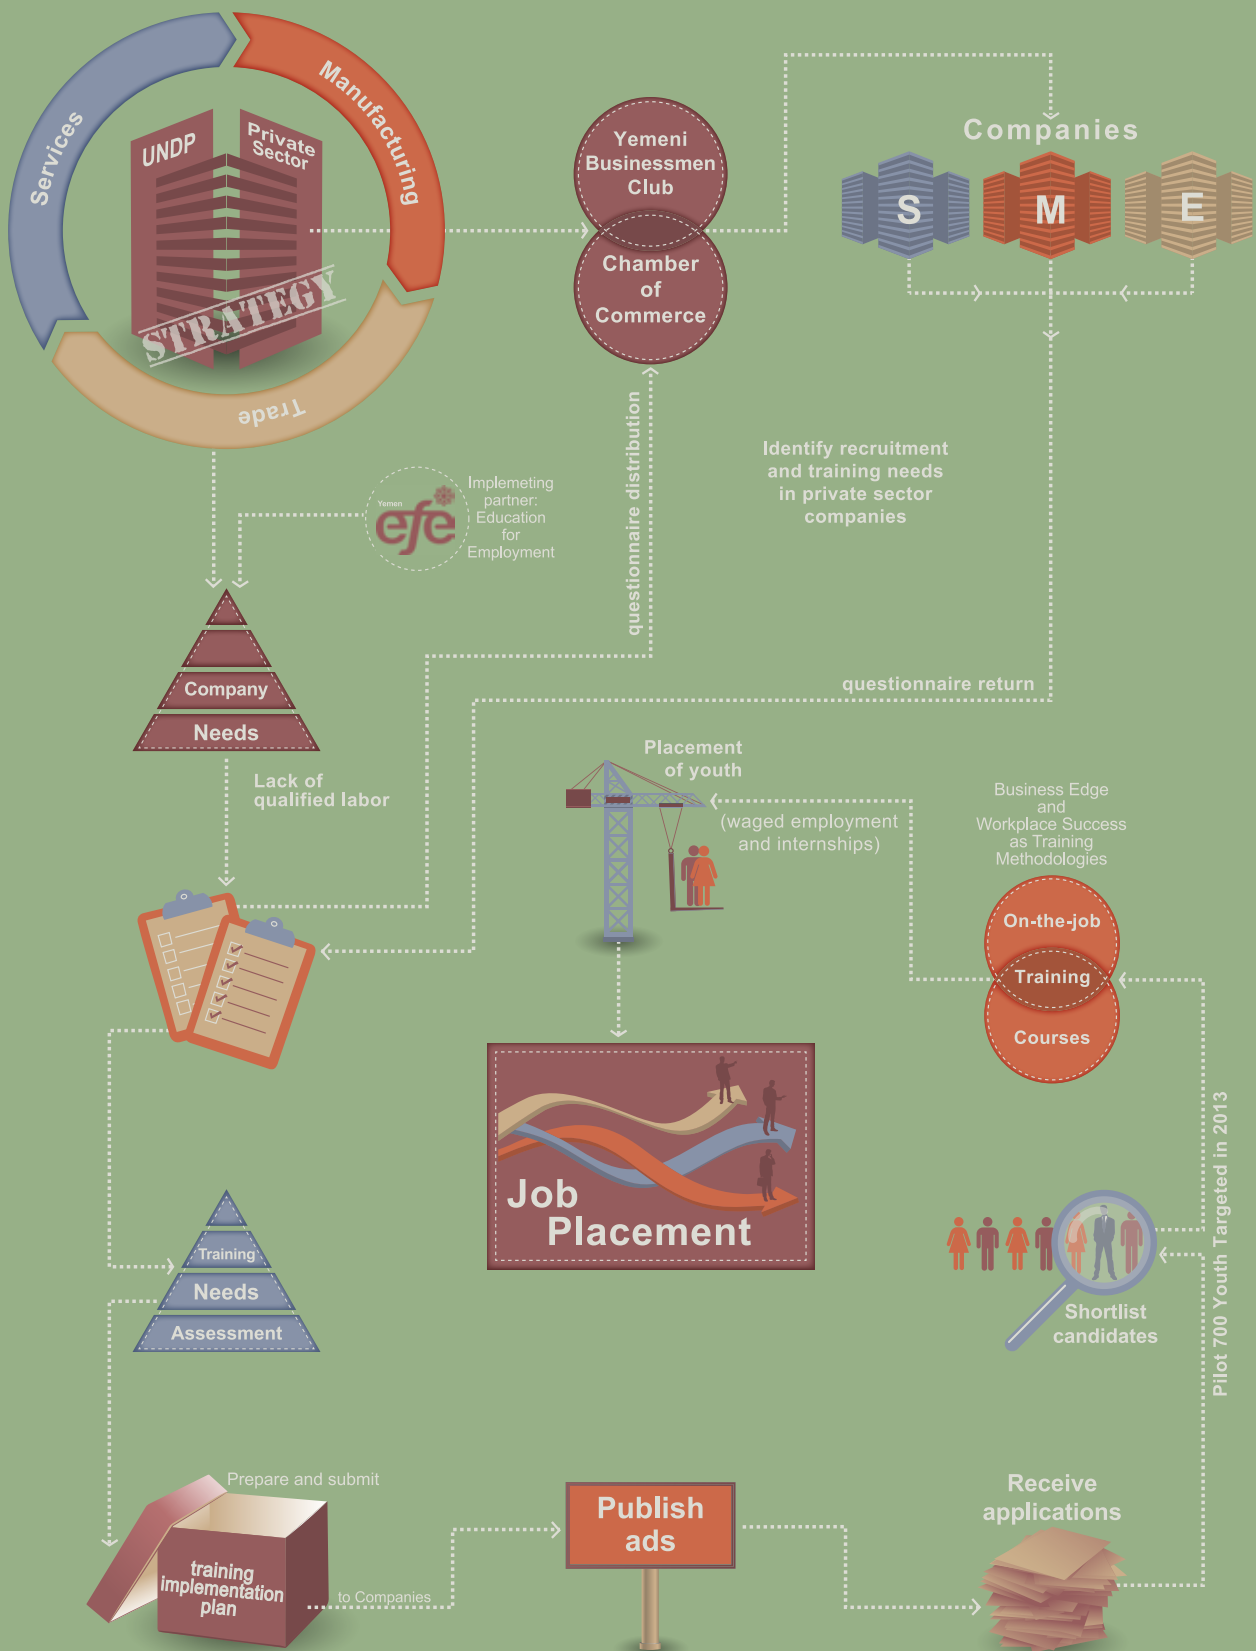 Services
Manufacturing
Trade
UNDP
Private
Sector
STRATEGY
Yemeni
Businessmen
Club
Chamber
of
Commerce
Companies
S
M
E
questionnaire distribution
Identify recruitment
and training needs
in private sector
companies
Yemen
efe
Implemeting
partner:
Education
for
Employment
Company
Needs
questionnaire return
Lack of
qualified labor
Placement
of youth
(waged employment
and internships)
Business Edge
and
Workplace Success
as Training
Methodologies
On-the-job
Training
Courses
Job
Placement
Pilot 700 Youth Targeted in 2013
Training
Needs
Assessment
Shortlist
candidates
Prepare and submit
training
implementation
plan
to Companies
Publish
ads
Receive
applications